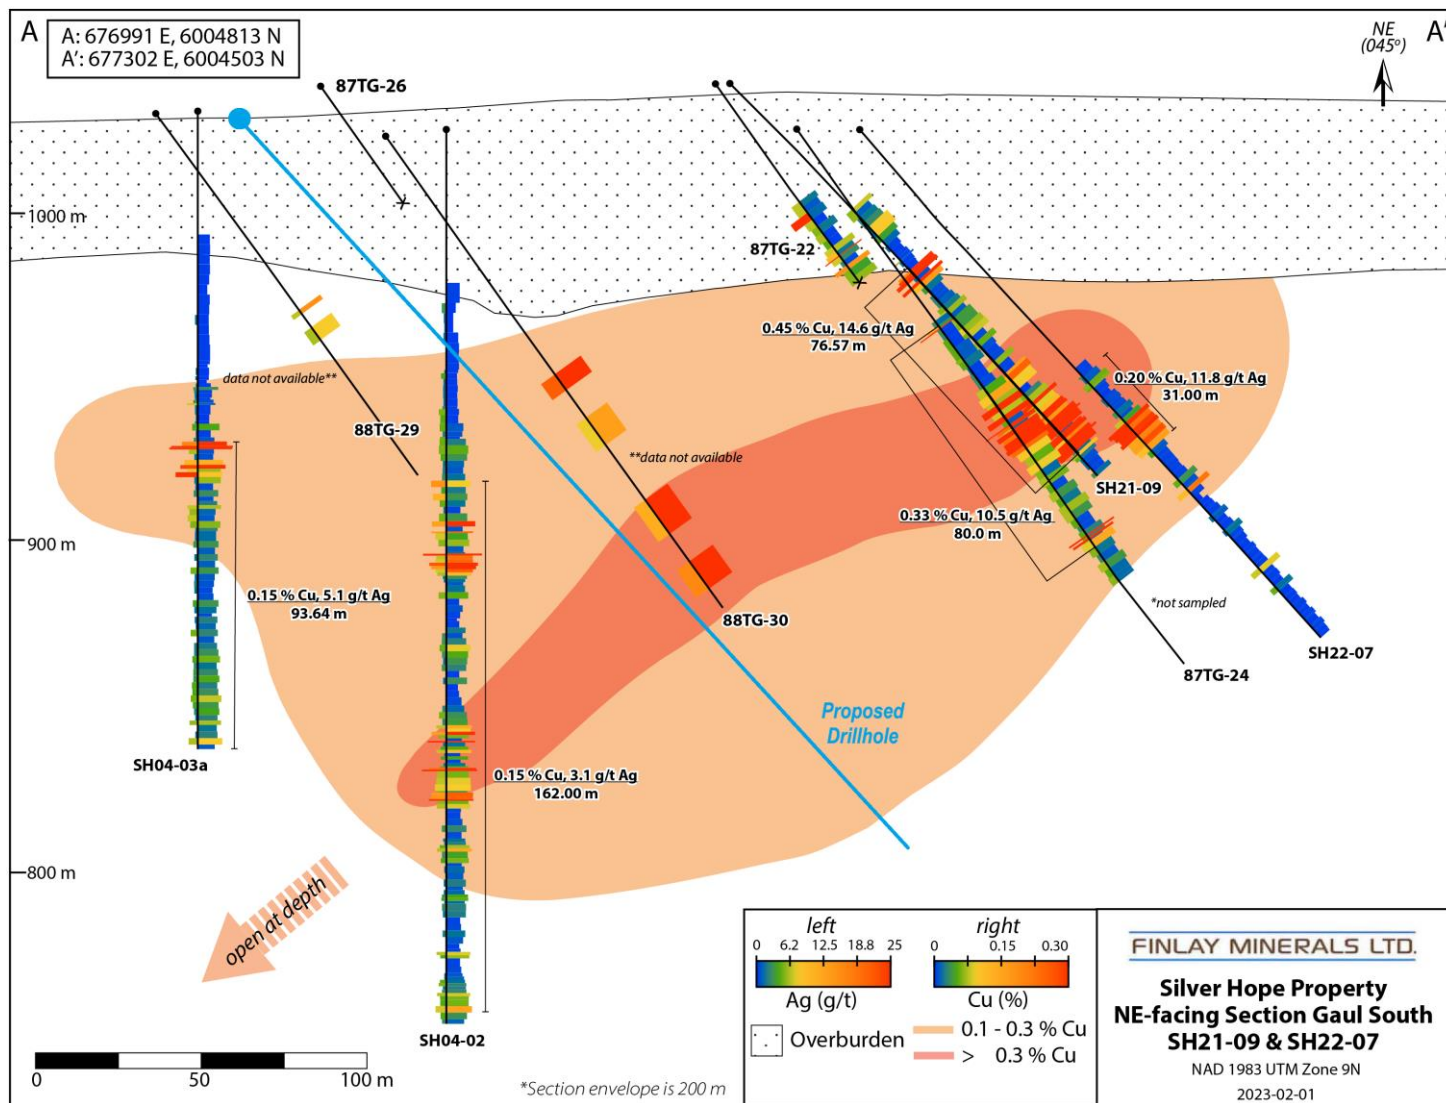 A
A: 676991 E, 6004813 N
A': 677302 E, 6004503 N
NE
(045°)
A'
87TG-26
1000 m
87TG-22
0.45 % Cu, 14.6 g/t Ag
76.57 m
data not available**
0.20 % Cu, 11.8 g/t Ag
31.00 m
88TG-29
**data not available
SH21-09
0.33 % Cu, 10.5 g/t Ag
80.0 m
900 m
0.15 % Cu, 5.1 g/t Ag
93.64 m
*not sampled
88TG-30
SH22-07
87TG-24
Proposed
Drillhole
SH04-03a
0.15 % Cu, 3.1 g/t Ag
162.00 m
800 m
open at depth
SH04-02
0 50 100 m
*Section envelope is 200 m
left
0 6.2 12.5 18.8 25
Ag (g/t)
right
0 0.15 0.30
Cu (%)
Overburden
0.1 - 0.3 % Cu
> 0.3 % Cu
FINLAY MINERALS LTD.
Silver Hope Property
NE-facing Section Gaul South
SH21-09 & SH22-07
NAD 1983 UTM Zone 9N
2023-02-01